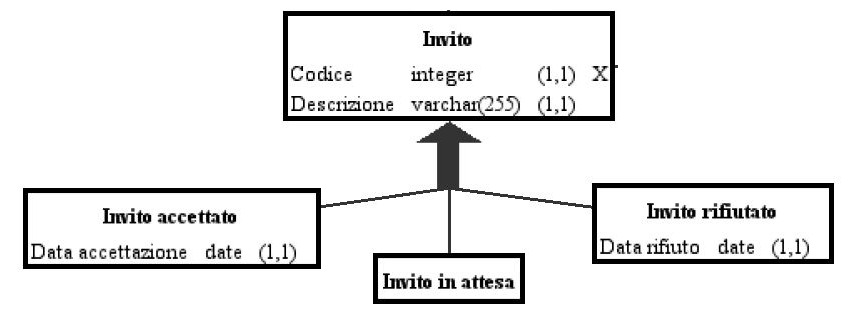 Invito
Codice integer (1,1) X
Descrizione varchar(255) (1,1)
Invito accettato
Data accettazione date (1,1)
Invito in attesa
Invito rifiutato
Data rifiuto date (1,1)